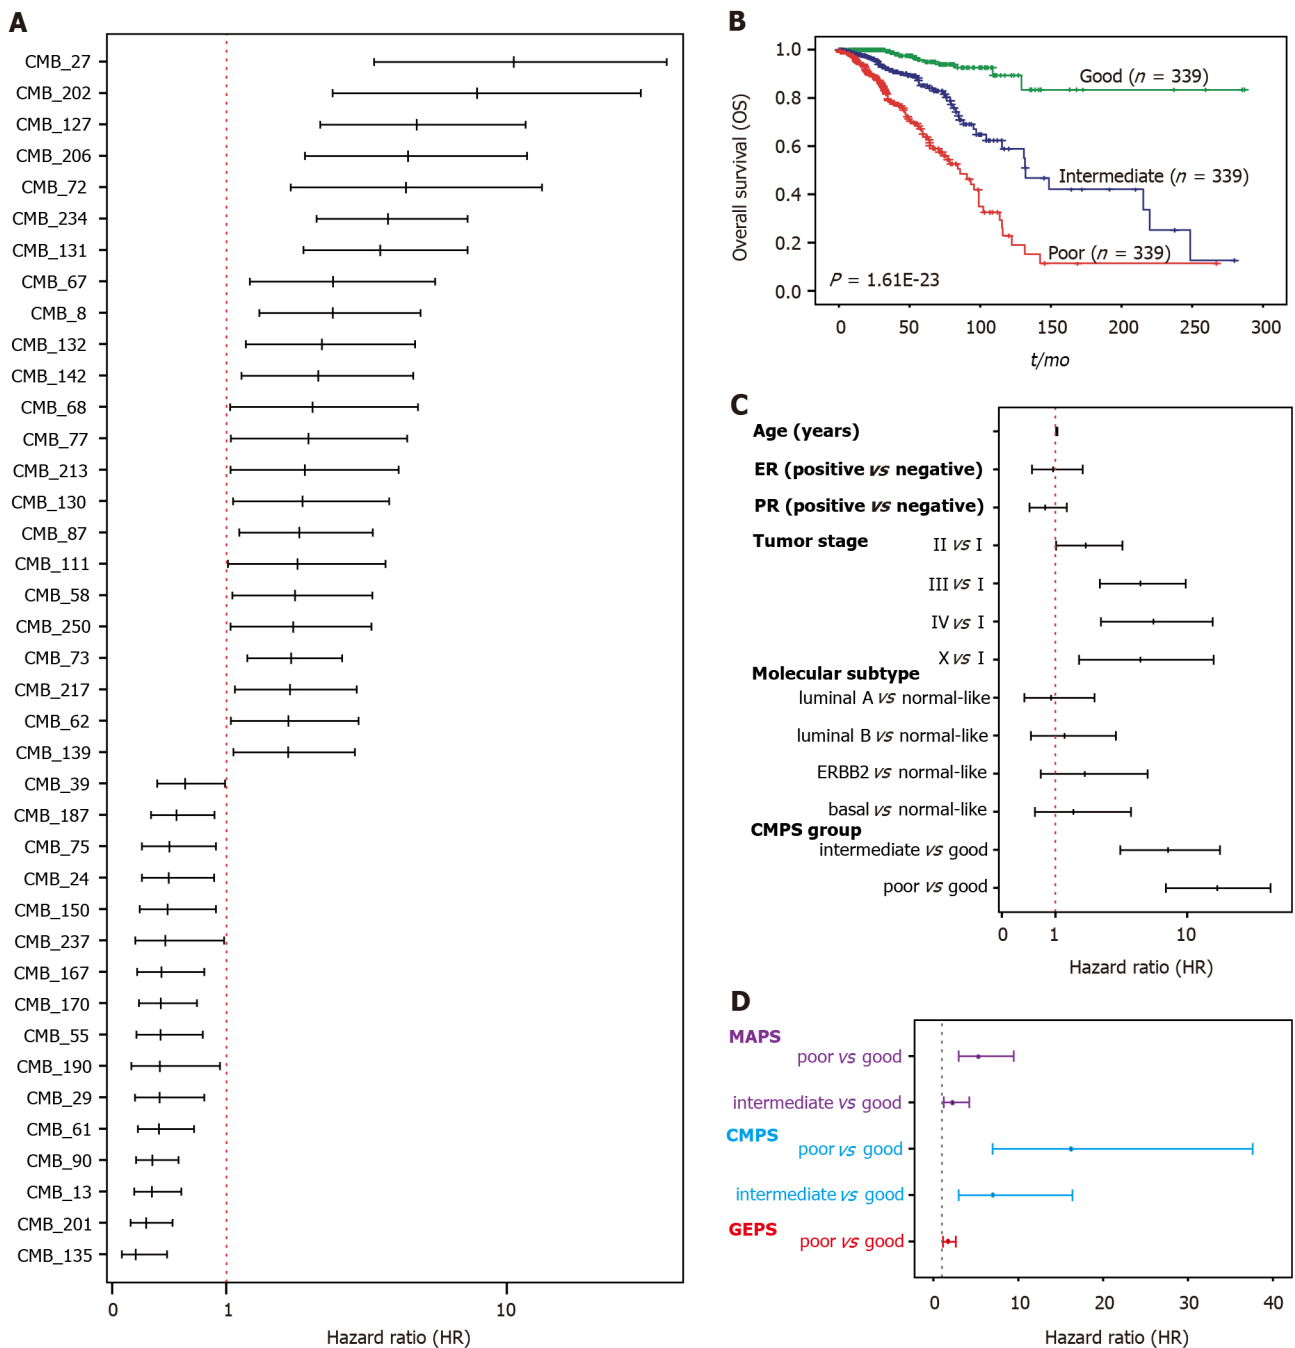 A
CMB_27
CMB_202
CMB_127
CMB_206
CMB_72
CMB_234
CMB_131
CMB_67
CMB_8
CMB_132
CMB_142
CMB_68
CMB_77
CMB_213
CMB_130
CMB_87
CMB_111
CMB_58
CMB_250
CMB_73
CMB_217
CMB_62
CMB_139
CMB_39
CMB_187
CMB_75
CMB_24
CMB_150
CMB_237
CMB_167
CMB_170
CMB_55
CMB_190
CMB_29
CMB_61
CMB_90
CMB_13
CMB_201
CMB_135
0 1 10
Hazard ratio (HR)
B
Overall survival (OS)
1.0
0.8
0.6
0.4
0.2
0.0
Good (n = 339)
Intermediate (n = 339)
Poor (n = 339)
P = 1.61E-23
0 50 100 150 200 250 300
t/mo
C
Age (years)
ER (positive vs negative)
PR (positive vs negative)
Tumor stage
II vs I
III vs I
IV vs I
X vs I
Molecular subtype
luminal A vs normal-like
luminal B vs normal-like
ERBB2 vs normal-like
basal vs normal-like
CMPS group
intermediate vs good
poor vs good
0 1 10
Hazard ratio (HR)
D
MAPS
poor vs good
intermediate vs good
CMPS
poor vs good
intermediate vs good
GEPS
poor vs good
0 10 20 30 40
Hazard ratio (HR)